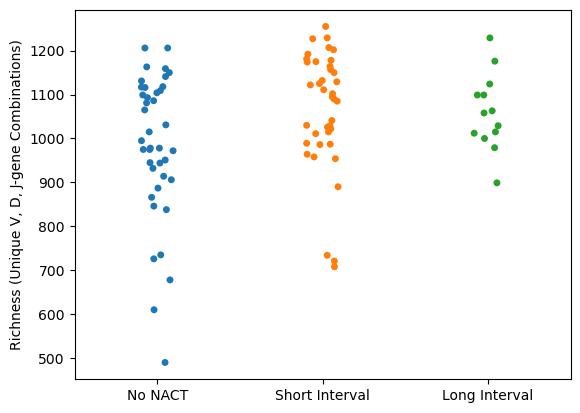 Richness (Unique V, D, J-gene Combinations)
1200
1100
1000
900
800
700
600
500
No NACT
Short Interval
Long Interval